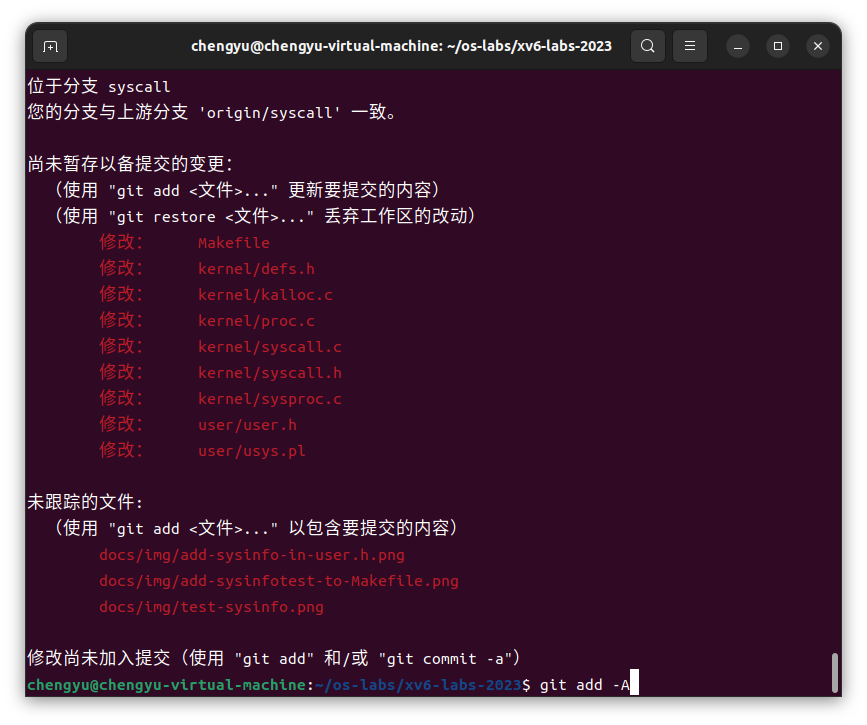 chengyu@chengyu-virtual-machine: ~/os-labs/xv6-labs-2023
位于分支 syscall
您的分支与上游分支 'origin/syscall' 一致。
尚未暂存以备提交的变更：
（使用 "git add <文件>..." 更新要提交的内容）
（使用 "git restore <文件>..." 丢弃工作区的改动）
修改：     Makefile
修改：     kernel/defs.h
修改：     kernel/kalloc.c
修改：     kernel/proc.c
修改：     kernel/syscall.c
修改：     kernel/syscall.h
修改：     kernel/sysproc.c
修改：     user/user.h
修改：     user/usys.pl
未跟踪的文件:
（使用 "git add <文件>..." 以包含要提交的内容）
docs/img/add-sysinfo-in-user.h.png
docs/img/add-sysinfotest-to-Makefile.png
docs/img/test-sysinfo.png
修改尚未加入提交（使用 "git add" 和/或 "git commit -a"）
chengyu@chengyu-virtual-machine:~/os-labs/xv6-labs-2023$ git add -A